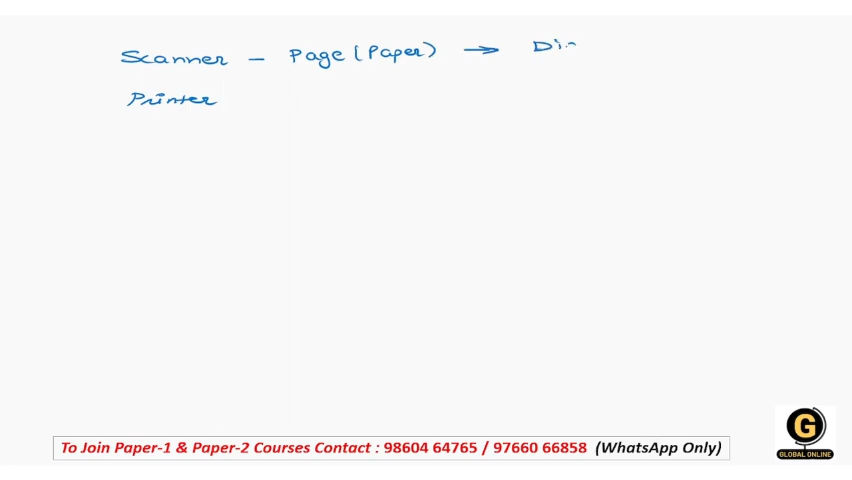 Scanner - Page (Paper) →
Printer
To Join Paper-1 & Paper-2 Courses Contact : 98604 64765 / 97660 66858 (WhatsApp Only)
G
GLOBAL ONLINE